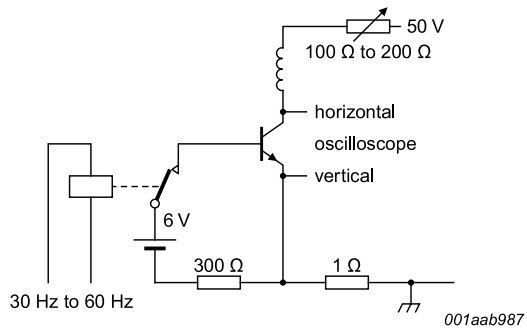 50 V
100 Ω to 200 Ω
horizontal
oscilloscope
vertical
6 V
300 Ω
1 Ω
30 Hz to 60 Hz
001aab987